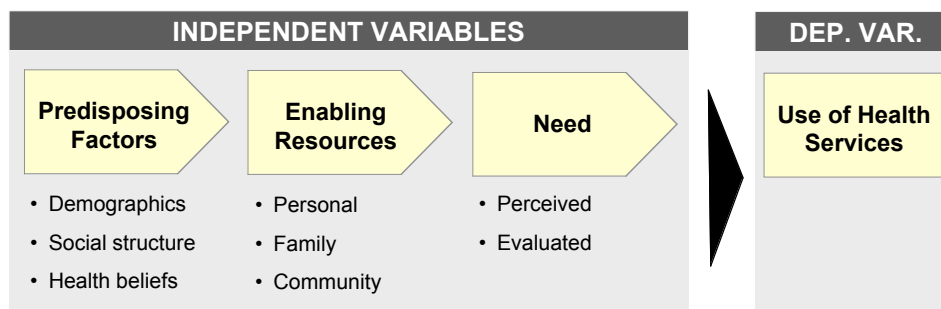 INDEPENDENT VARIABLES
Predisposing
Factors
• Demographics
• Social structure
• Health beliefs
Enabling
Resources
• Personal
• Family
• Community
Need
• Perceived
• Evaluated
DEP. VAR.
Use of Health
Services